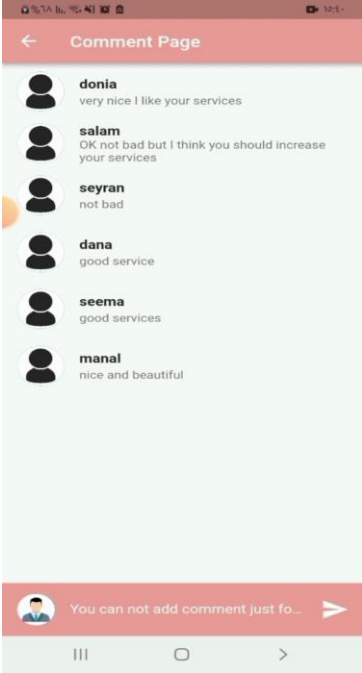 Comment Page
donia
very nice I like your services
salam
OK not bad but I think you should increase
your services
seyran
not bad
dana
good service
seema
good services
manal
nice and beautiful
You can not add comment just fo...